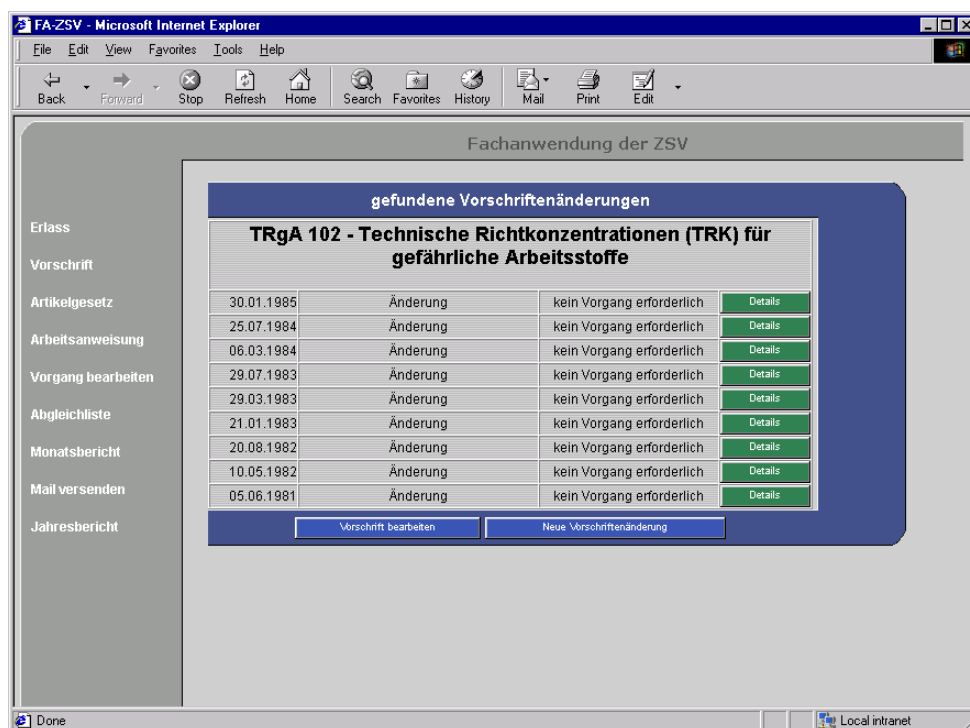 FA-ZSV - Microsoft Internet Explorer
File Edit View Favorites Tools Help
Back Forward Stop Refresh Home Search Favorites History Mail Print Edit
Fachanwendung der ZSV
Erlass
Vorschrift
Artikelgesetz
Arbeitsanweisung
Vorgang bearbeiten
Abgleichliste
Monatsbericht
Mail versenden
Jahresbericht
gefundene Vorschriftenänderungen
TRgA 102 - Technische Richtkonzentrationen (TRK) für
gefährliche Arbeitsstoffe
30.01.1985 Änderung kein Vorgang erforderlich Details
25.07.1984 Änderung kein Vorgang erforderlich Details
06.03.1984 Änderung kein Vorgang erforderlich Details
29.07.1983 Änderung kein Vorgang erforderlich Details
29.03.1983 Änderung kein Vorgang erforderlich Details
21.01.1983 Änderung kein Vorgang erforderlich Details
20.08.1982 Änderung kein Vorgang erforderlich Details
10.05.1982 Änderung kein Vorgang erforderlich Details
05.06.1981 Änderung kein Vorgang erforderlich Details
Vorschrift bearbeiten Neue Vorschriftenänderung
Done Local intranet